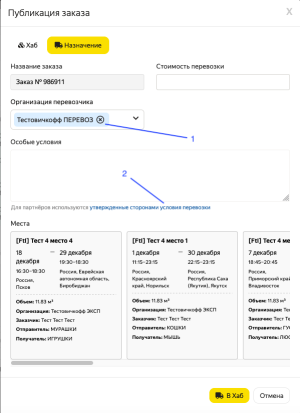 Публикация заказа
X
Хаб
Назначение
Название заказа
Стоимость перевозки
Заказ № 986911
Организация перевозчика
Тестовичкофф ПЕРЕВОЗ
1
Особые условия
2
Для партнёров используются утвержденные сторонами условия перевозки
Места
[Ftl] Тест 4 место 4
18 декабря — 29 декабря
16:30-18:30 19:30-18:30
Россия, Псков
Россия, Еврейская автономная область, Биробиджан
Объем: 11.83 м³
Организация: Тестовичкофф ЭКСП
Заказчик: Тест Тест Тест
Отправитель: МУРАШКИ
Получатель: ИГРУШКИ
[Ftl] Тест 4 место 1
1 декабря — 30 декабря
11:15-23:15 22:15-23:15
Россия, Красноярский край, Норильск
Россия, Республика Саха (Якутия), Якутск
Объем: 11.83 м³
Организация: Тестовичкофф ЭКСП
Заказчик: Тест Тест Тест
Отправитель: КОШКИ
Получатель: МЫШЬ
[Ftl] Тест 4 мес
7 декабря
18:45-20:45
Россия,
Приморский край
Владивосток
Объем: 11.83 м³
Организация: Тес
Заказчик: Тест Те
Отправитель: ГУ
Получатель: ЛЮ
В Хаб
Отмена